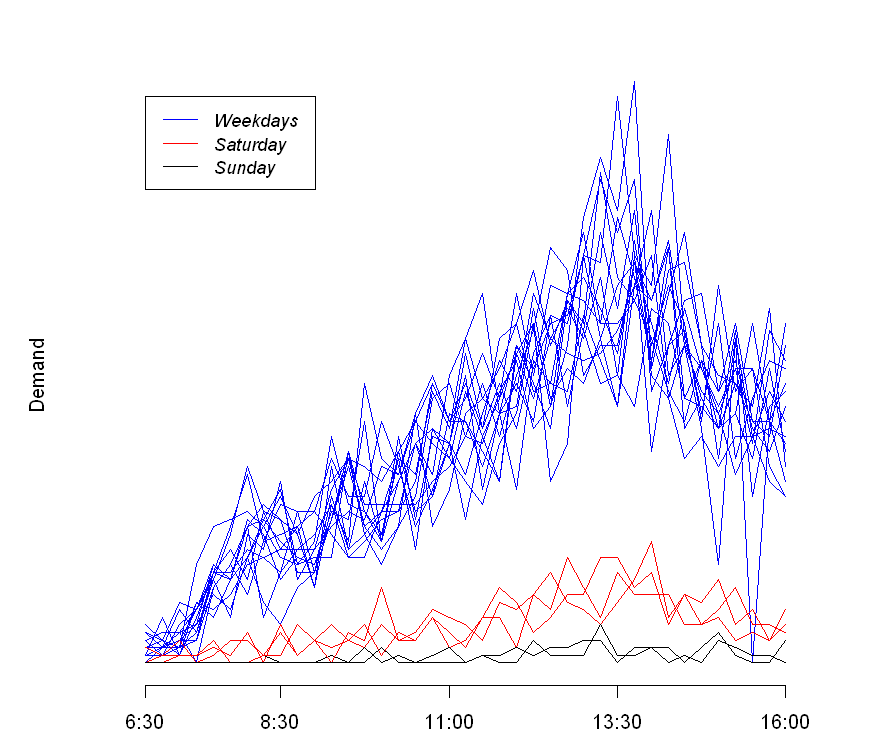 Weekdays
Saturday
Sunday
Demand
6:30 8:30 11:00 13:30 16:00